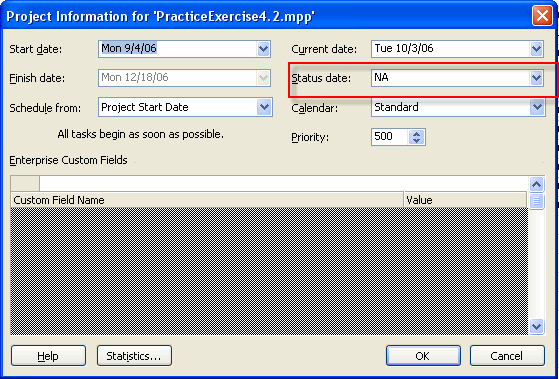 Project Information for 'PracticeExercise4.2.mpp'
Start date: Mon 9/4/06 Current date: Tue 10/3/06
Finish date: Mon 12/18/06 Status date: NA
Schedule from: Project Start Date Calendar: Standard
All tasks begin as soon as possible. Priority: 500
Enterprise Custom Fields
Custom Field Name Value
Help Statistics... OK Cancel